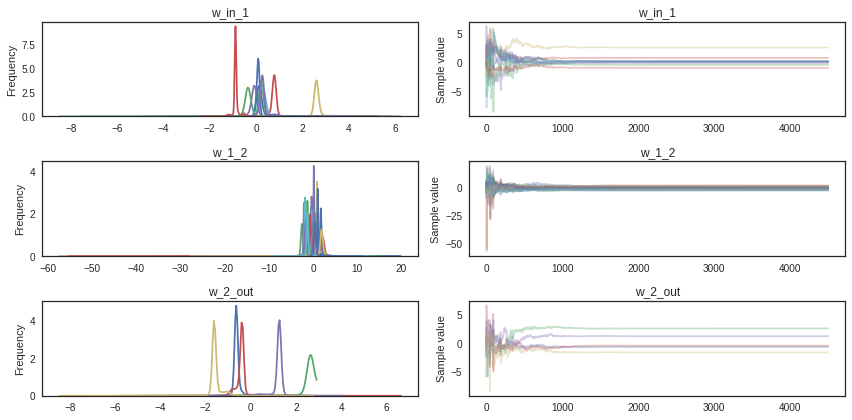 w_in_1
w_in_1
Frequency
7.5
5.0
2.5
0.0
−8 −6 −4 −2 0 2 4 6
Sample value
5
0
−5
0 1000 2000 3000 4000
w_1_2
w_1_2
Frequency
4
2
0
−60 −50 −40 −30 −20 −10 0 10 20
Sample value
0
−25
−50
0 1000 2000 3000 4000
w_2_out
w_2_out
Frequency
4
2
0
−8 −6 −4 −2 0 2 4 6
Sample value
5
0
−5
0 1000 2000 3000 4000